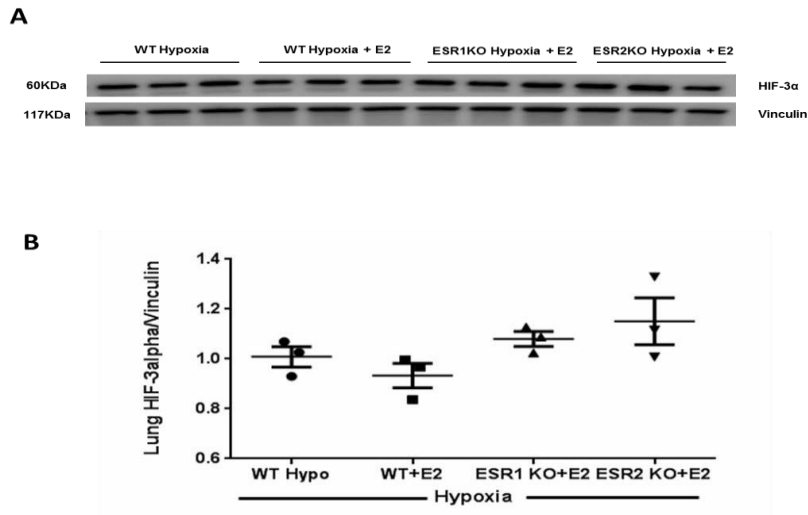 A
WT Hypoxia WT Hypoxia + E2 ESR1KO Hypoxia + E2 ESR2KO Hypoxia + E2
60KDa HIF-3α
117KDa Vinculin
B
Lung HIF-3alpha/Vinculin
1.4
1.2
1.0
0.8
0.6
WT Hypo WT+E2 ESR1 KO+E2 ESR2 KO+E2
Hypoxia